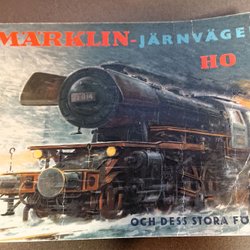 MÄRKLIN-JÄRNVÄGE
HO
OCH DESS STORA FÖ